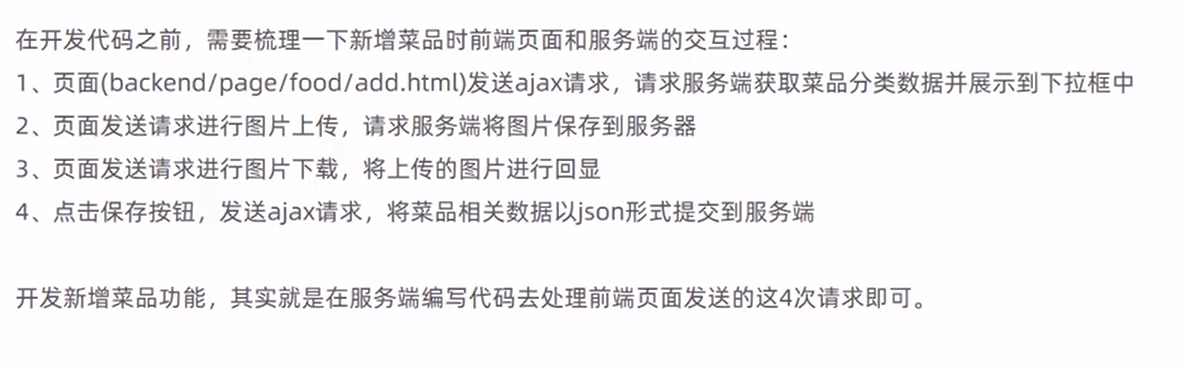 在开发代码之前，需要梳理一下新增菜品时前端页面和服务端的交互过程：
1、页面(backend/page/food/add.html)发送ajax请求，请求服务端获取菜品分类数据并展示到下拉框中
2、页面发送请求进行图片上传，请求服务端将图片保存到服务器
3、页面发送请求进行图片下载，将上传的图片进行回显
4、点击保存按钮，发送ajax请求，将菜品相关数据以json形式提交到服务端
开发新增菜品功能，其实就是在服务端编写代码去处理前端页面发送的这4次请求即可。